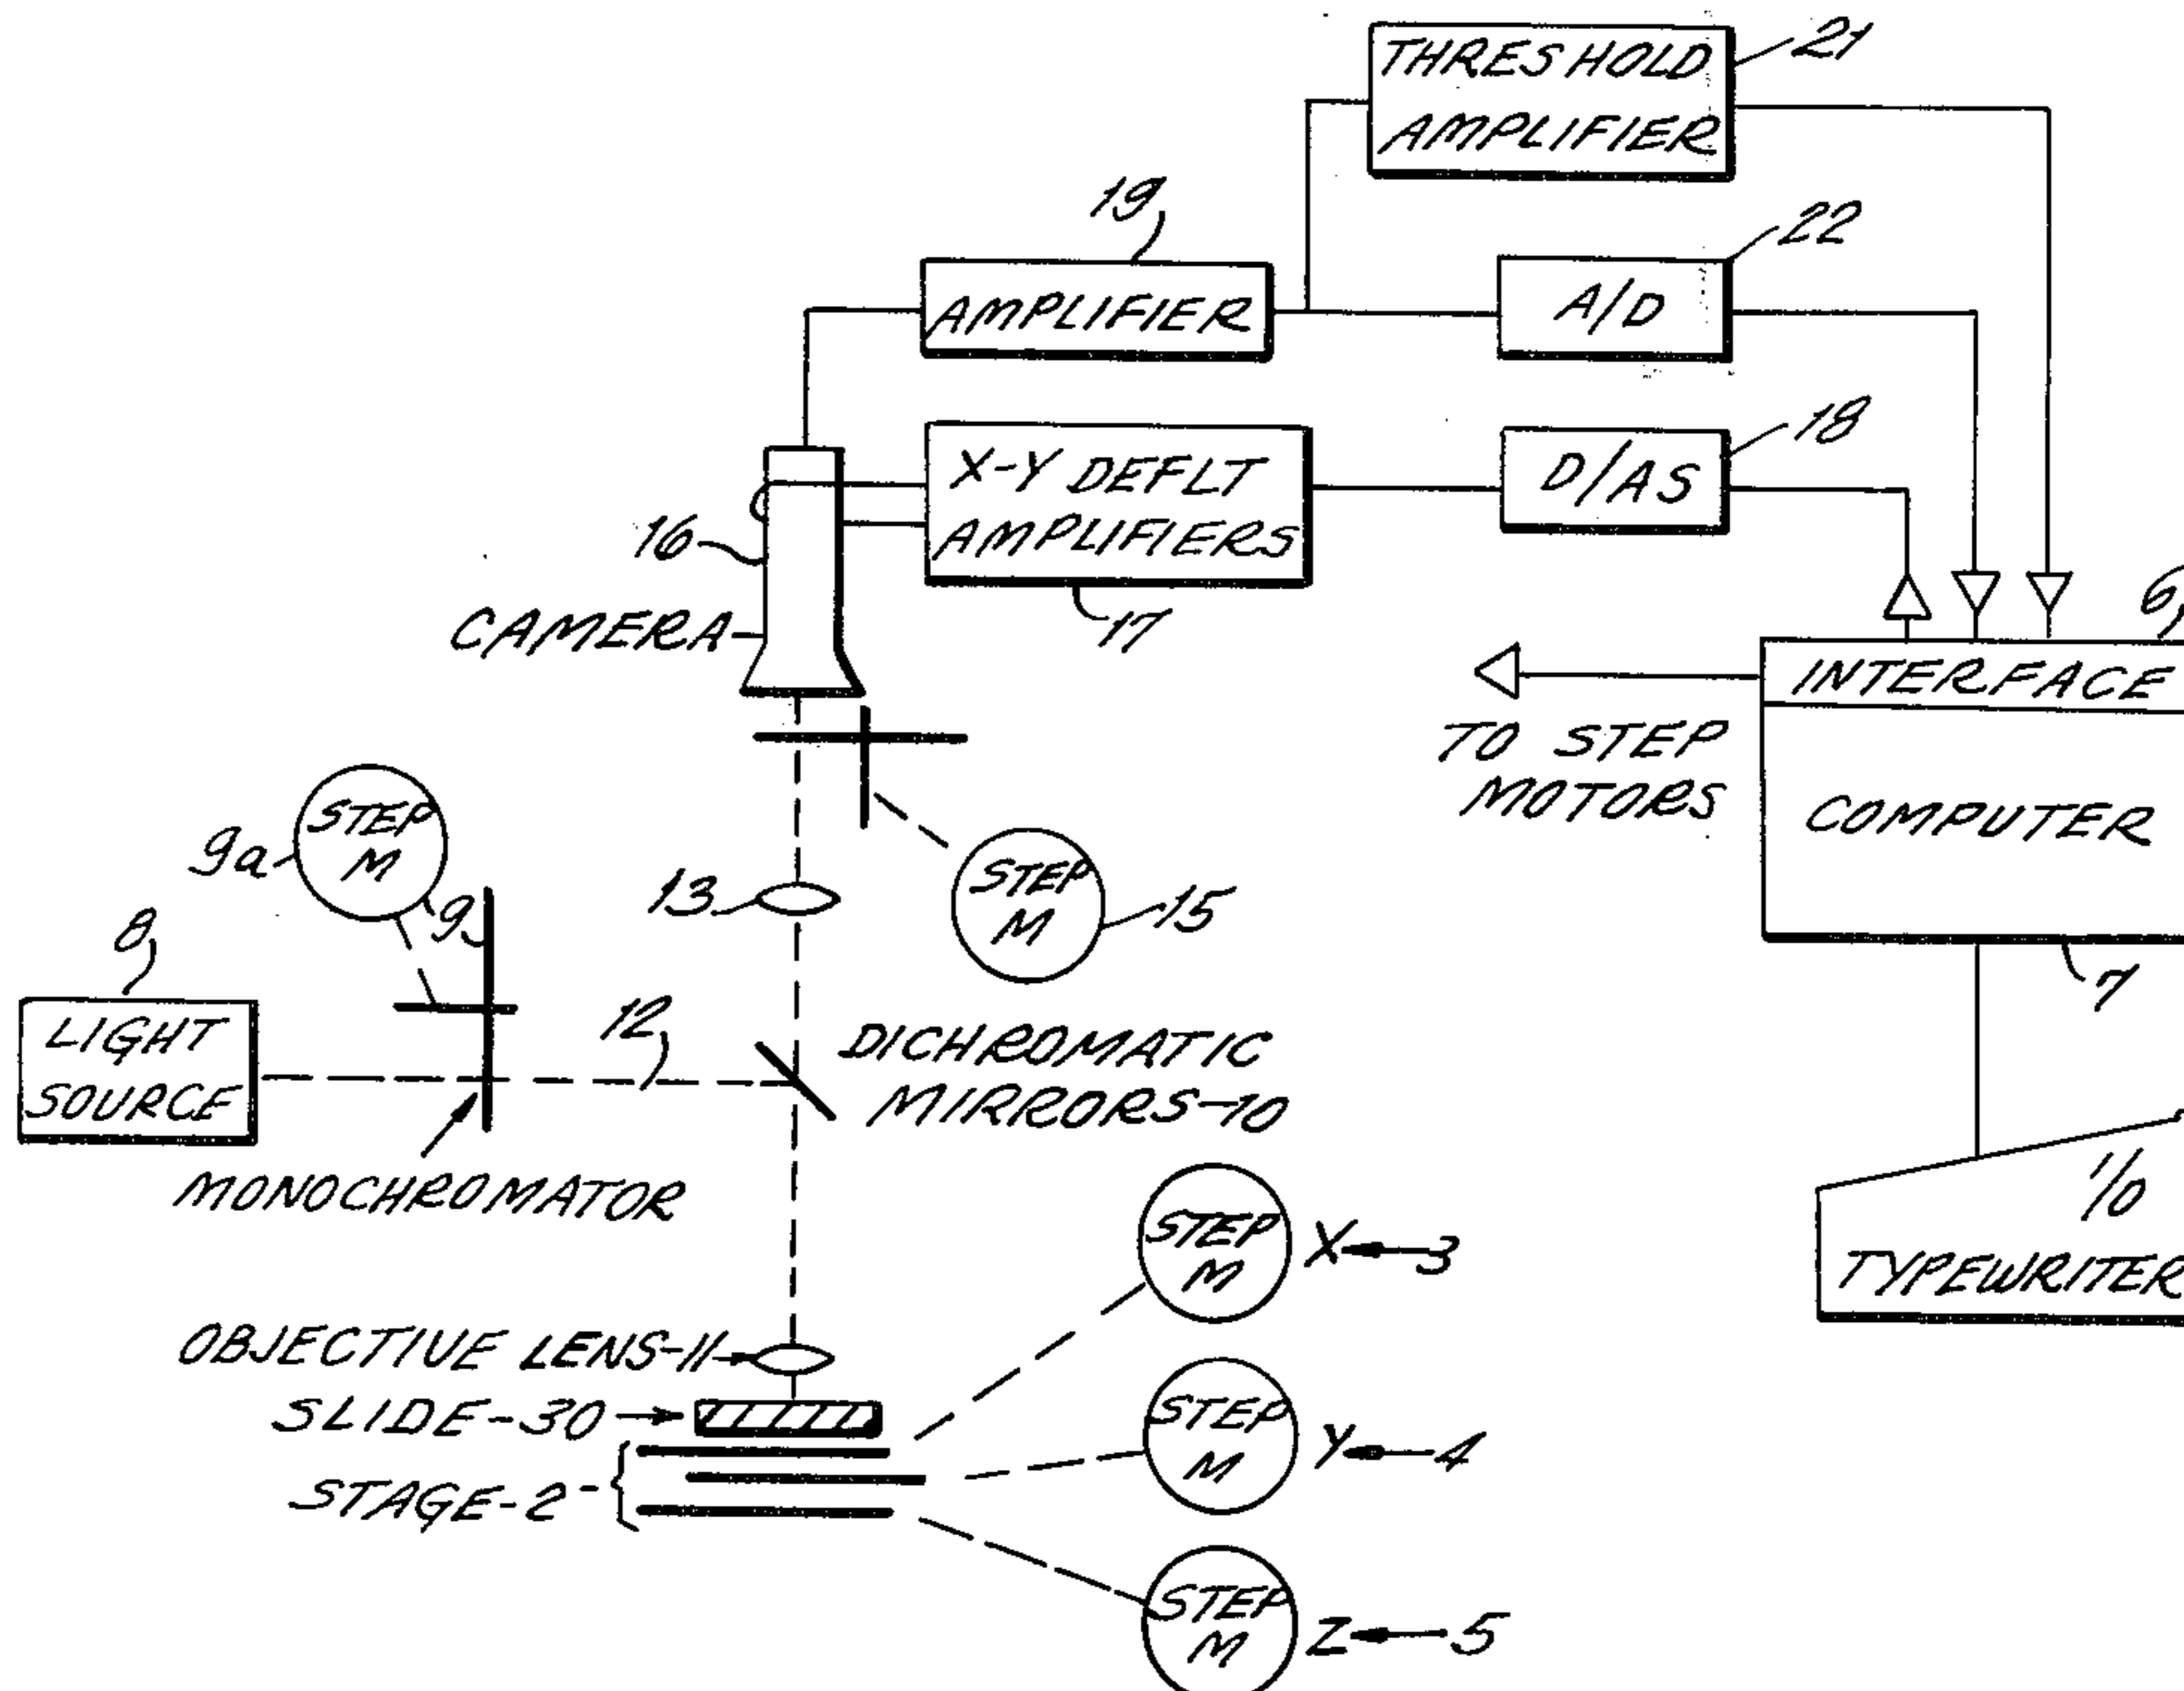 THRESHOLD
AMPLIFIER
21
19
AMPLIFIER
A/D
22
X-Y DEFLT
AMPLIFIERS
17
D/AS
18
16
CAMERA
6
INTERFACE
TO STEP
MOTORS
COMPUTER
7
STEP
M
9a
9
13
STEP
M
15
8
LIGHT
SOURCE
12
DICHROMATIC
MIRRORS-10
MONOCHROMATOR
I/O
TYPEWRITER
STEP
M
X 3
OBJECTIVE LENS-11
SLIDE-30
STAGE-2
STEP
M
Y 4
STEP
M
Z 5